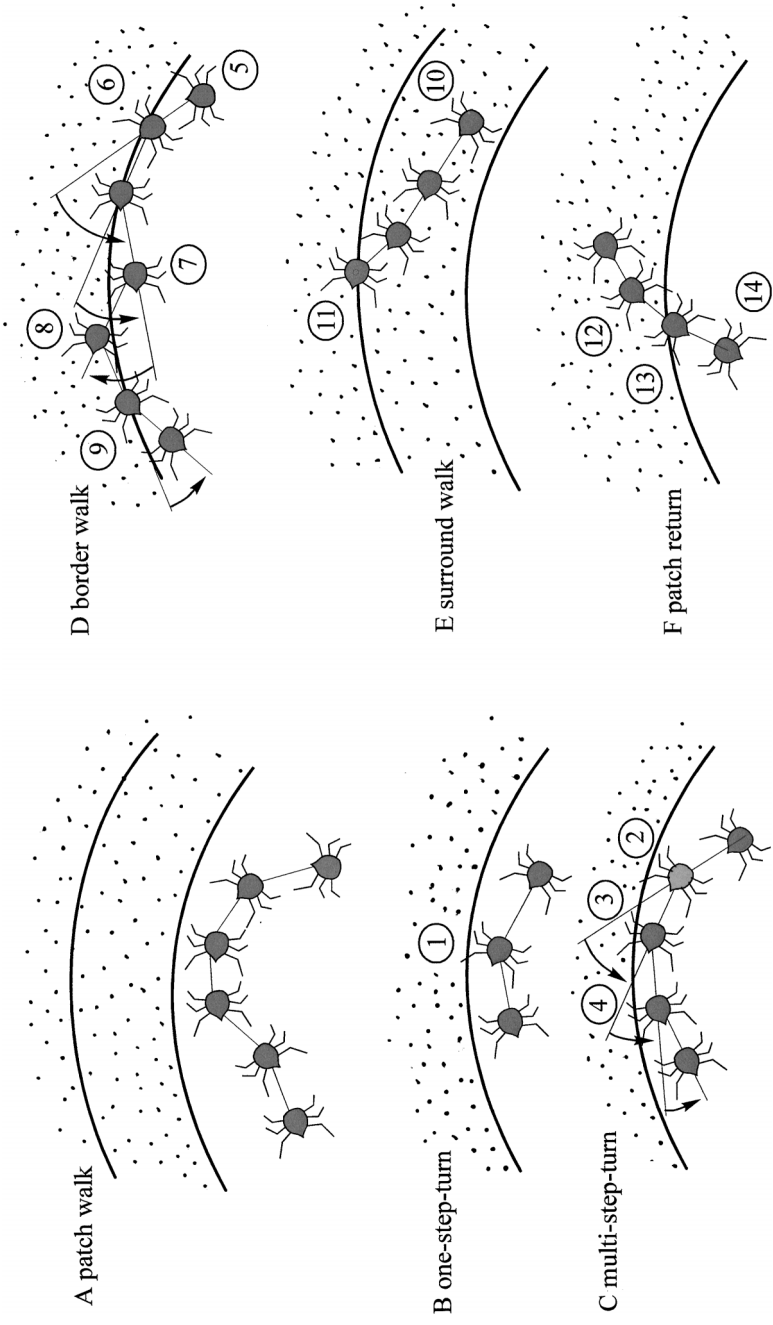 A patch walk
B one-step-turn
1
C multi-step-turn
2
3
4
D border walk
5
6
7
8
9
E surround walk
10
11
F patch return
12
13
14